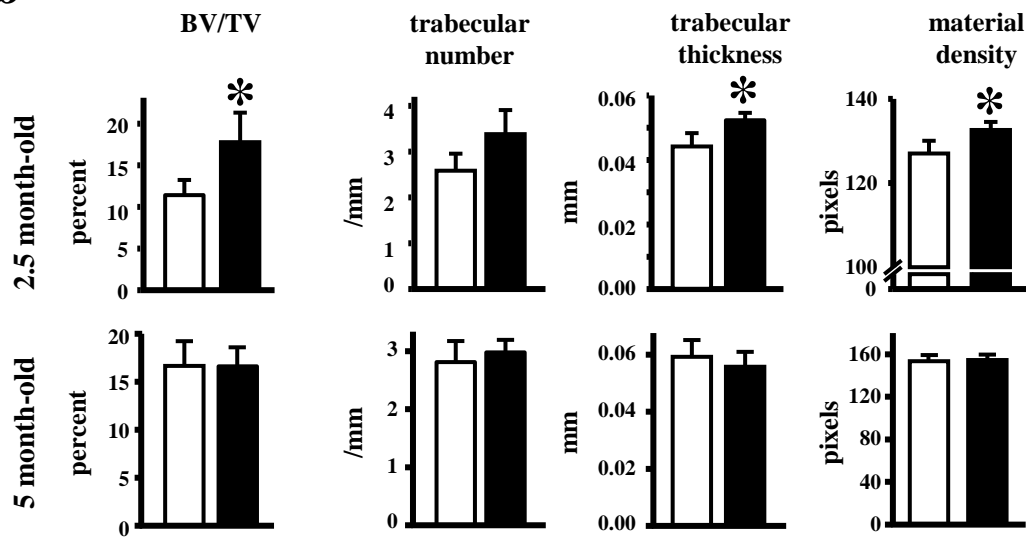 BV/TV
trabecular
number
trabecular
thickness
material
density
2.5 month-old
percent
20
15
10
5
0
*
/mm
4
3
2
1
0
mm
0.06
0.04
0.02
0.00
*
pixels
140
120
100
0
*
5 month-old
percent
20
15
10
5
0
/mm
3
2
1
0
mm
0.06
0.04
0.02
0.00
pixels
160
120
80
40
0